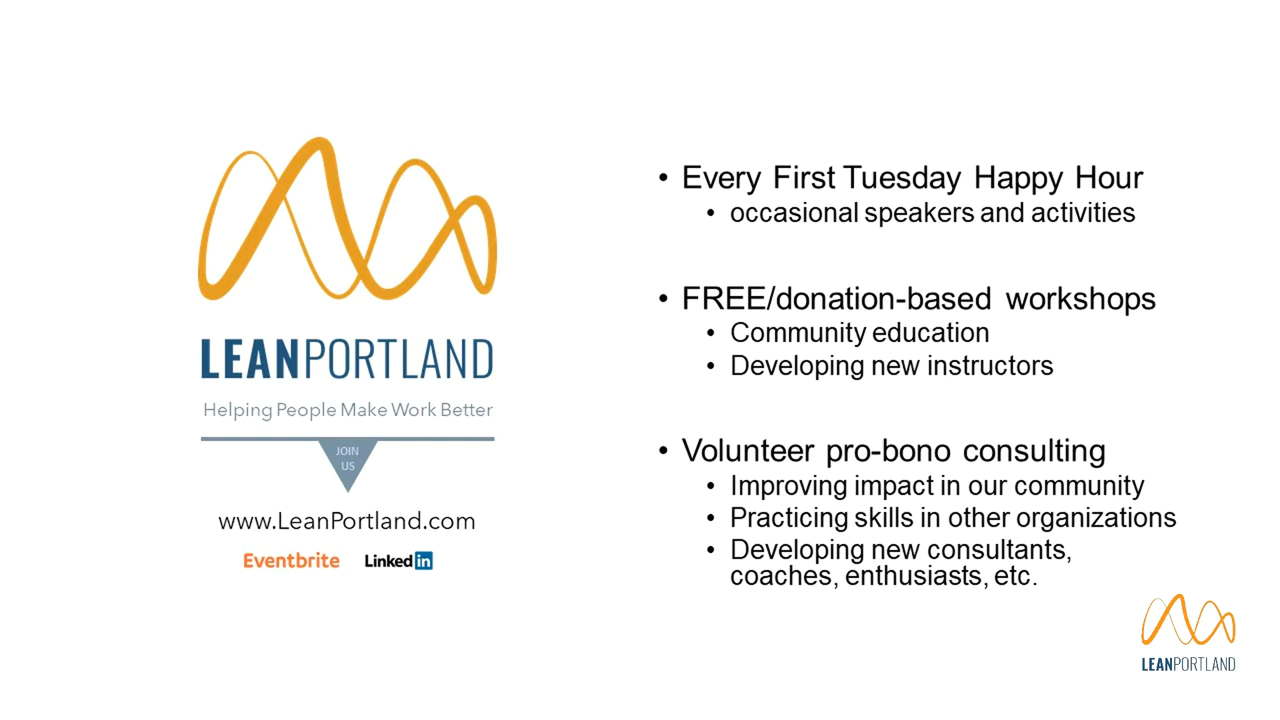 LEANPORTLAND
Helping People Make Work Better
JOIN
US
www.LeanPortland.com
Eventbrite
Linked in
• Every First Tuesday Happy Hour
• occasional speakers and activities
• FREE/donation-based workshops
• Community education
• Developing new instructors
• Volunteer pro-bono consulting
• Improving impact in our community
• Practicing skills in other organizations
• Developing new consultants,
coaches, enthusiasts, etc.
LEANPORTLAND